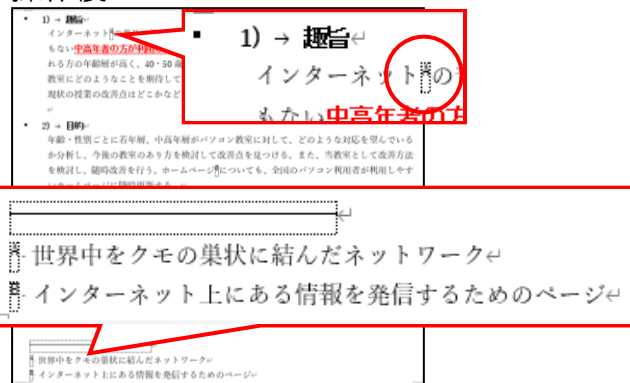 1) → 趣旨↵
インターネット
もない中高年者の方が利
れる方の年齢層が高く、40・50歳
教室にどのようなことを期待して
現状の授業の改善点はどこかなど
1) → 趣旨↵
インターネット※の
もない中高年者の方
2) → 目的↵
年齢・性別ごとに若年層、中高年層がパソコン教室に対して、どのような対応を望んでいる
か分析し、今後の教室のあり方を検討して改善点を見つける。また、当教室として改善方法
を検討し、随時改善を行う。ホームページ※についても、全国のパソコン利用者が利用しやす
世界中をクモの巣状に結んだネットワーク↵
インターネット上にある情報を発信するためのページ↵
世界中をクモの巣状に結んだネットワーク↵
インターネット上にある情報を発信するためのページ↵